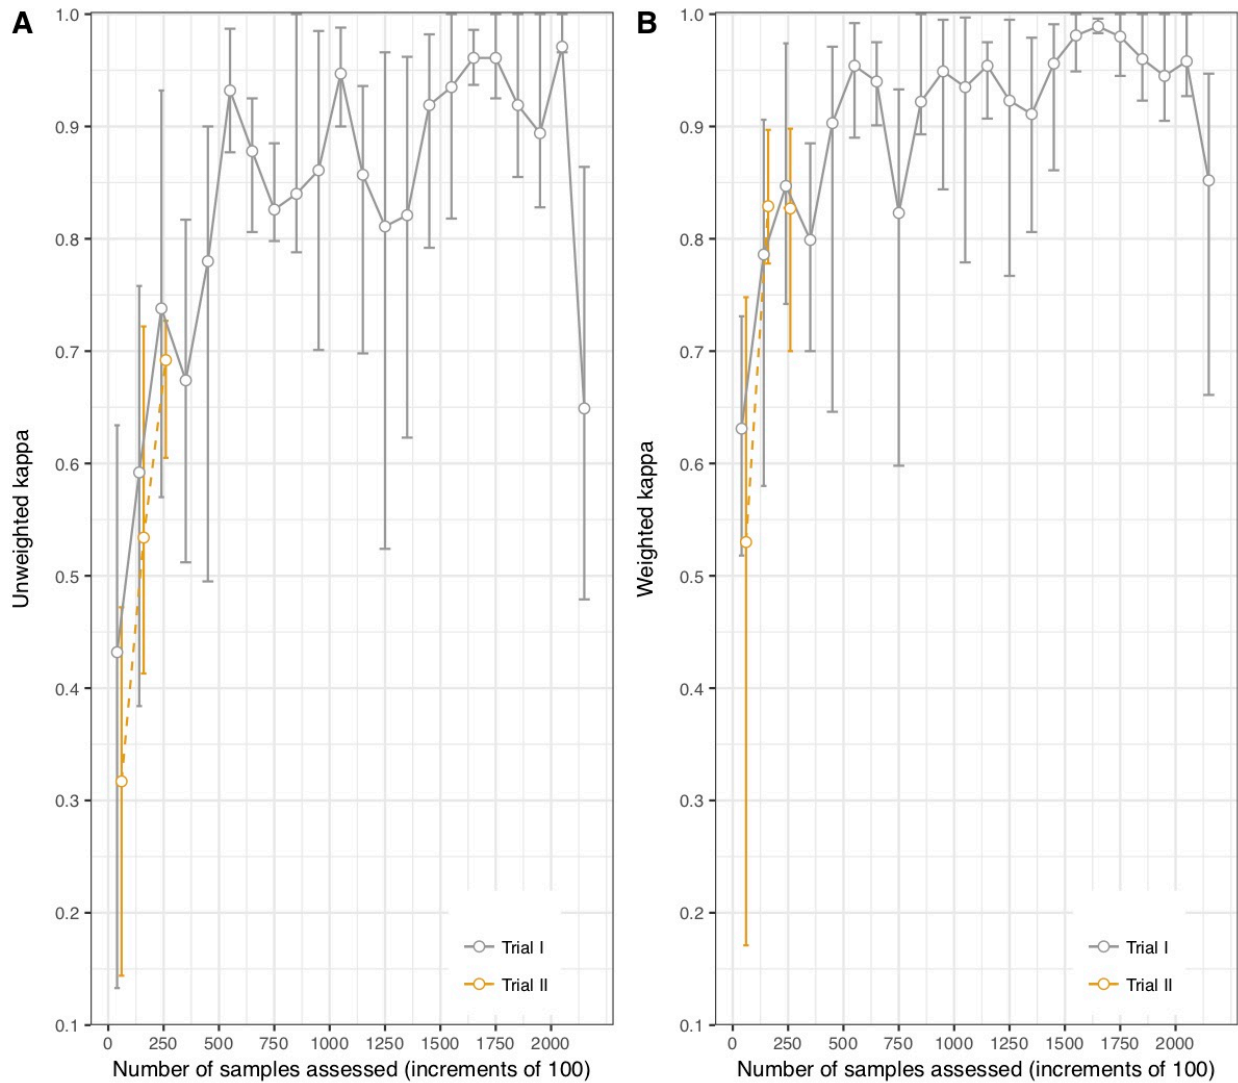 A
B
1.0
0.9
0.8
0.7
0.6
0.5
0.4
0.3
0.2
0.1
Unweighted kappa
Trial I
Trial II
0 250 500 750 1000 1250 1500 1750 2000
Number of samples assessed (increments of 100)
1.0
0.9
0.8
0.7
0.6
0.5
0.4
0.3
0.2
0.1
Weighted kappa
Trial I
Trial II
0 250 500 750 1000 1250 1500 1750 2000
Number of samples assessed (increments of 100)